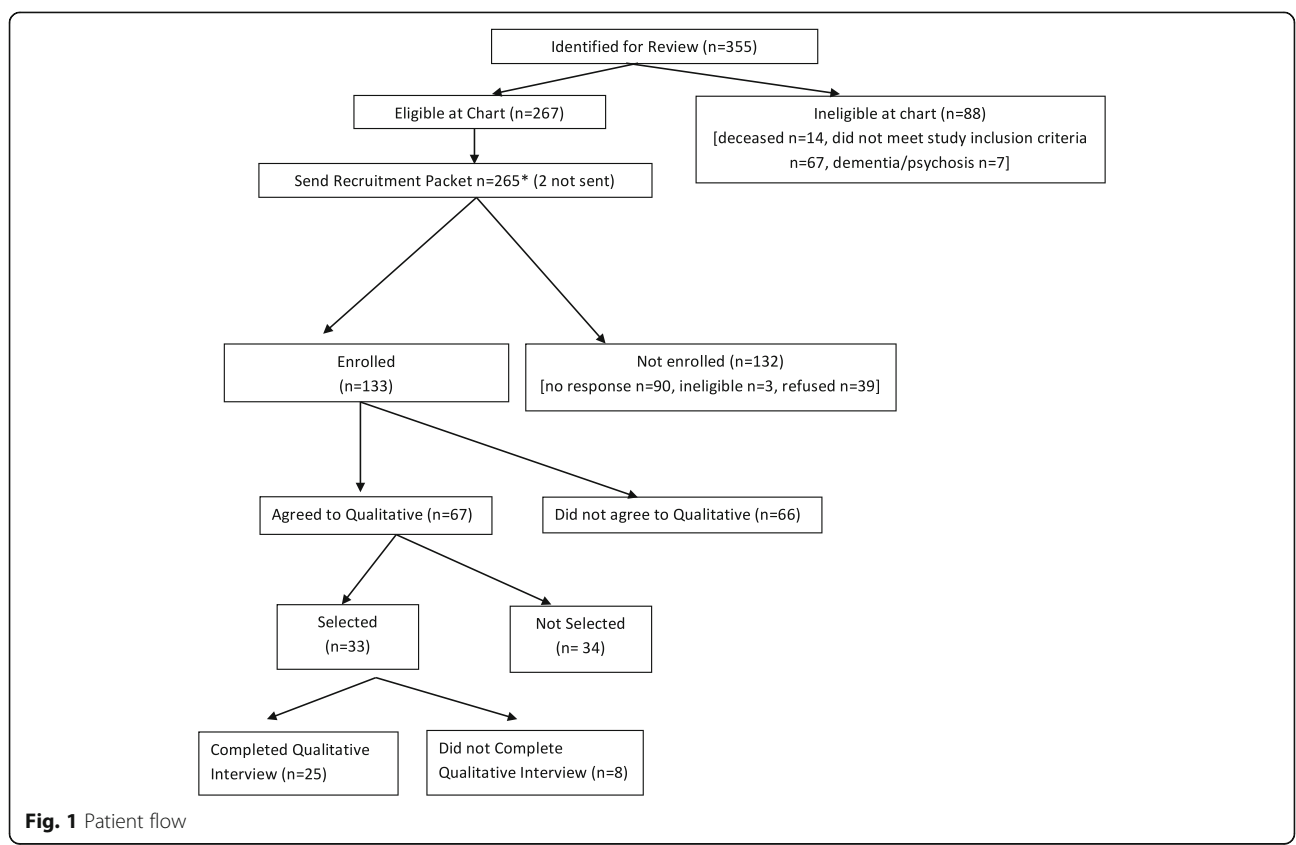 Identified for Review (n=355)
Eligible at Chart (n=267)
Ineligible at chart (n=88)
[deceased n=14, did not meet study inclusion criteria
n=67, dementia/psychosis n=7]
Send Recruitment Packet n=265* (2 not sent)
Enrolled
(n=133)
Not enrolled (n=132)
[no response n=90, ineligible n=3, refused n=39]
Agreed to Qualitative (n=67)
Did not agree to Qualitative (n=66)
Selected
(n=33)
Not Selected
(n= 34)
Completed Qualitative
Interview (n=25)
Did not Complete
Qualitative Interview (n=8)
Fig. 1 Patient flow